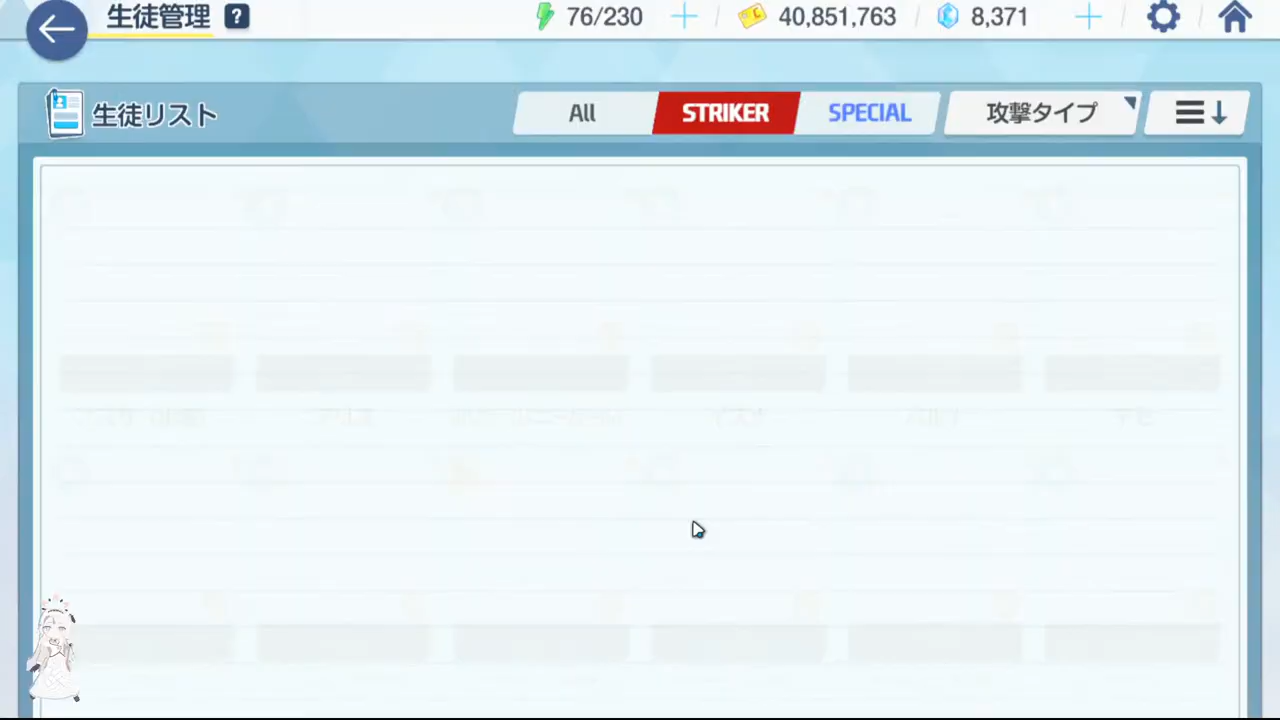 生徒管理 ?
76/230
40,851,763
8,371
生徒リスト
All
STRIKER
SPECIAL
攻撃タイプ